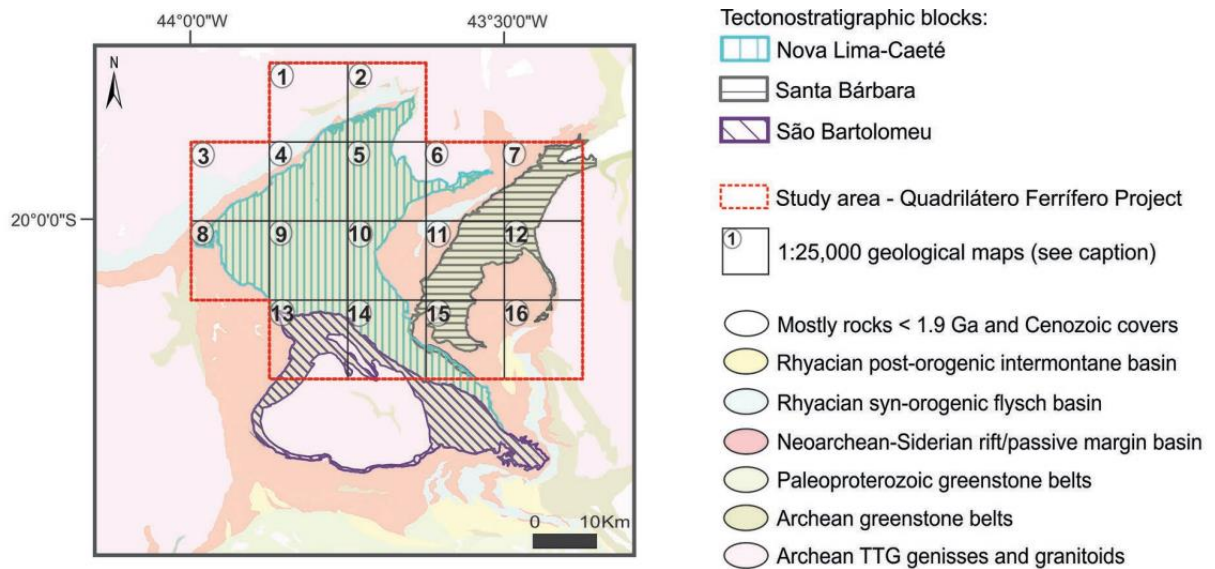 44°0'0"W
43°30'0"W
N
20°0'0"S
1
2
3
4
5
6
7
8
9
10
11
12
13
14
15
16
0 10Km
Tectonostratigraphic blocks:
Nova Lima-Caeté
Santa Bárbara
São Bartolomeu
Study area - Quadrilátero Ferrífero Project
1
1:25,000 geological maps (see caption)
Mostly rocks < 1.9 Ga and Cenozoic covers
Rhyacian post-orogenic intermontane basin
Rhyacian syn-orogenic flysch basin
Neoarchean-Siderian rift/passive margin basin
Paleoproterozoic greenstone belts
Archean greenstone belts
Archean TTG genisses and granitoids